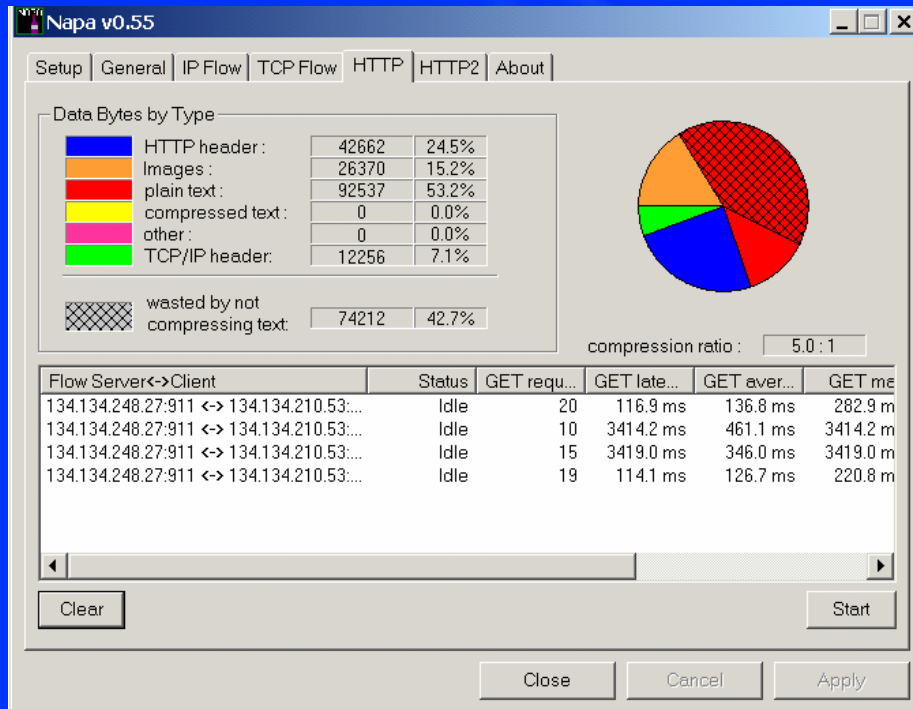 Napa v0.55
Setup General IP Flow TCP Flow HTTP HTTP2 About
Data Bytes by Type
HTTP header : 42662 24.5%
Images : 26370 15.2%
plain text : 92537 53.2%
compressed text : 0 0.0%
other : 0 0.0%
TCP/IP header: 12256 7.1%
wasted by not
compressing text: 74212 42.7%
compression ratio : 5.0 : 1
Flow Server<->Client Status GET requ... GET late... GET aver... GET ma
134.134.248.27:911 <-> 134.134.210.53:... Idle 20 116.9 ms 136.8 ms 282.9 m
134.134.248.27:911 <-> 134.134.210.53:... Idle 10 3414.2 ms 461.1 ms 3414.2 m
134.134.248.27:911 <-> 134.134.210.53:... Idle 15 3419.0 ms 346.0 ms 3419.0 m
134.134.248.27:911 <-> 134.134.210.53:... Idle 19 114.1 ms 126.7 ms 220.8 m
Clear Start
Close Cancel Apply